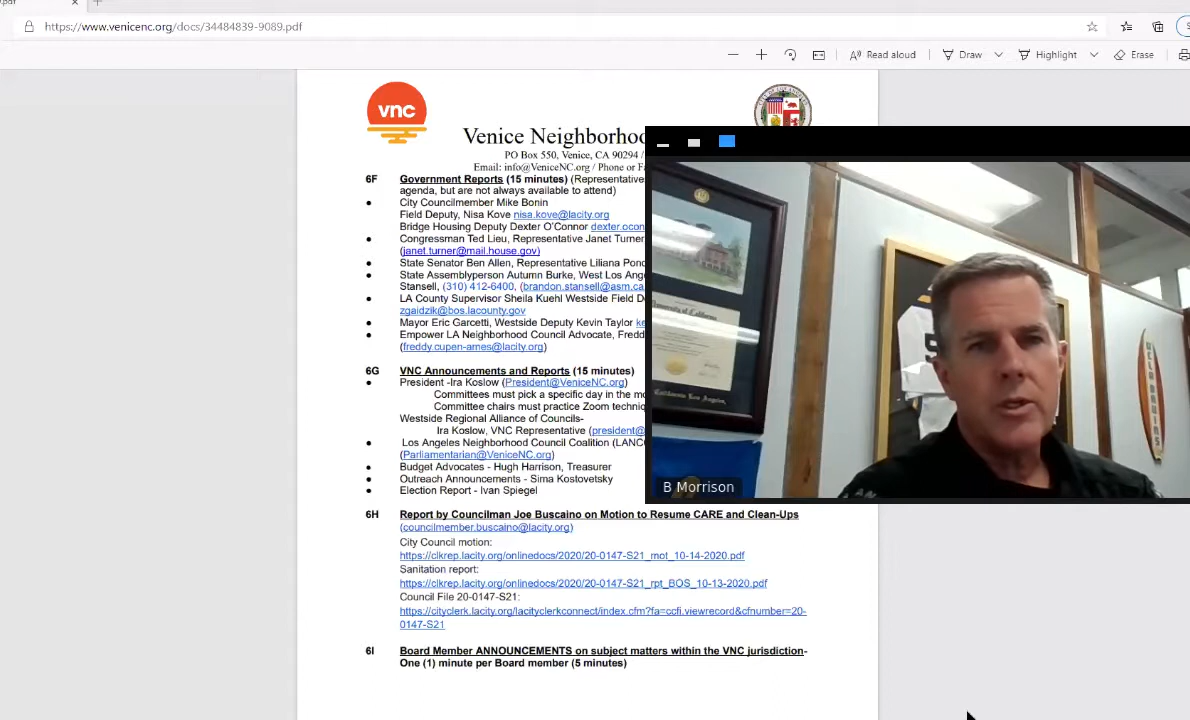 .pdf
https://www.venicenc.org/docs/34484839-9089.pdf
Read aloud
Draw
Highlight
Erase
vnc
Venice Neighborhoo
PO Box 550, Venice, CA 90294 /
Email: info@VeniceNC.org / Phone or F
6F Government Reports (15 minutes) (Representative
agenda, but are not always available to attend)
● City Councilmember Mike Bonin
Field Deputy, Nisa Kove nisa.kove@lacity.org
Bridge Housing Deputy Dexter O'Connor dexter.ocon
● Congressman Ted Lieu, Representative Janet Turner
(janet.turner@mail.house.gov)
● State Senator Ben Allen, Representative Liliana Pond
● State Assemblyperson Autumn Burke, West Los Ange
Stansell, (310) 412-6400, (brandon.stansell@asm.ca
● LA County Supervisor Sheila Kuehl Westside Field D
zgaidzik@bos.lacounty.gov
● Mayor Eric Garcetti, Westside Deputy Kevin Taylor ke
● Empower LA Neighborhood Council Advocate, Fredd
(freddy.cupen-ames@lacity.org)
6G VNC Announcements and Reports (15 minutes)
● President -Ira Koslow (President@VeniceNC.org)
Committees must pick a specific day in the mo
Committee chairs must practice Zoom techniq
Westside Regional Alliance of Councils-
Ira Koslow, VNC Representative (president@
● Los Angeles Neighborhood Council Coalition (LANC
(Parliamentarian@VeniceNC.org)
● Budget Advocates - Hugh Harrison, Treasurer
● Outreach Announcements - Sima Kostovetsky
● Election Report - Ivan Spiegel
6H Report by Councilman Joe Buscaino on Motion to Resume CARE and Clean-Ups
(councilmember.buscaino@lacity.org)
City Council motion:
https://clkrep.lacity.org/onlinedocs/2020/20-0147-S21_mot_10-14-2020.pdf
Sanitation report:
https://clkrep.lacity.org/onlinedocs/2020/20-0147-S21_rpt_BOS_10-13-2020.pdf
Council File 20-0147-S21:
https://cityclerk.lacity.org/lacityclerkconnect/index.cfm?fa=ccfi.viewrecord&cfnumber=20-
0147-S21
6I Board Member ANNOUNCEMENTS on subject matters within the VNC jurisdiction-
One (1) minute per Board member (5 minutes)
UCLA BRUINS
B Morrison